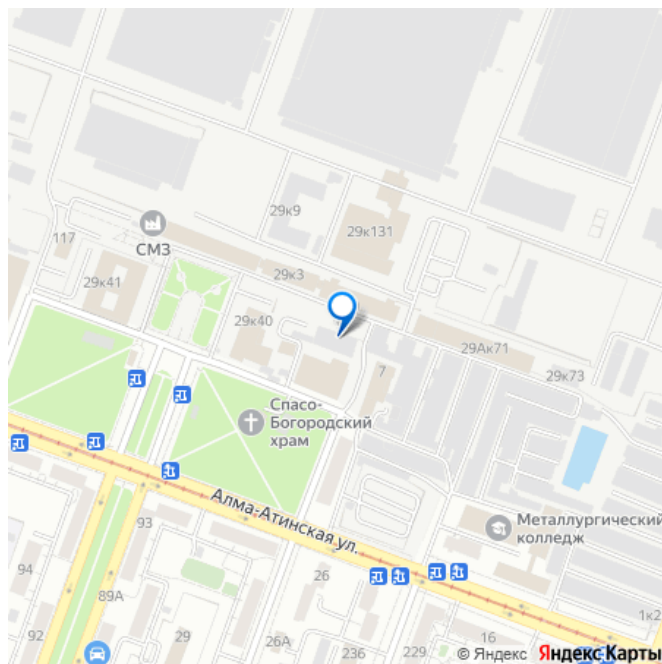 29к9
29к131
117
СМЗ
29к3
29к41
29к40
29Ак71
29к73
7
Спасо-
Богородский
храм
Алма-Атинская ул.
Металлургический
колледж
93
94
89А
26
92
29
26А
236
229
16
1к2
© Яндекс Яндекс Карты